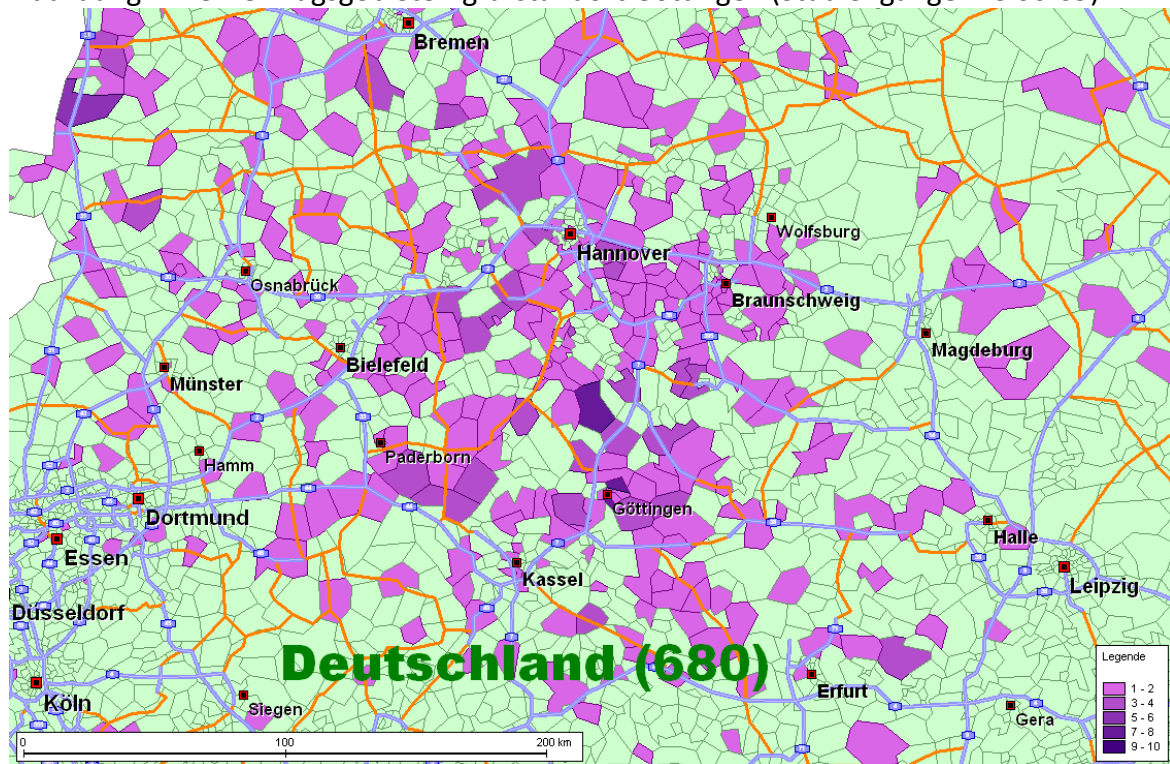 Bremen
Wolfsburg
Hannover
Osnabrück
Braunschweig
Magdeburg
Bielefeld
Münster
Paderborn
Hamm
Göttingen
Dortmund
Halle
Essen
Kassel
Leipzig
Düsseldorf
Deutschland (680)
Erfurt
Köln
Siegen
Gera
Legende
1 - 2
3 - 4
5 - 6
7 - 8
9 - 10
0 100 200 km